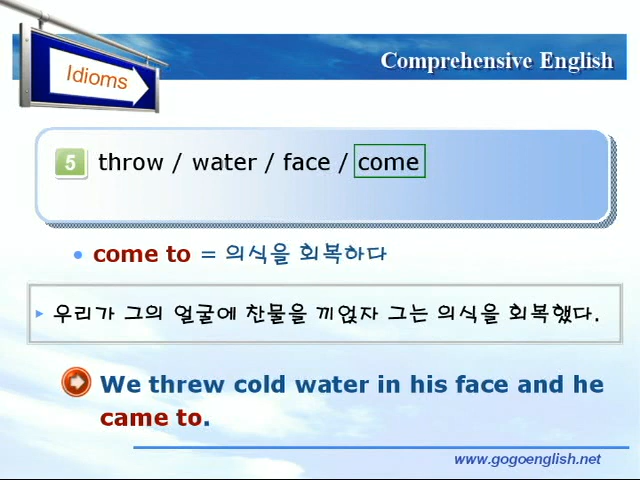 Idioms
Comprehensive English
5 throw / water / face / come
• come to = 의식을 회복하다
우리가 그의 얼굴에 찬물을 끼얹자 그는 의식을 회복했다.
We threw cold water in his face and he
came to.
www.gogoenglish.net